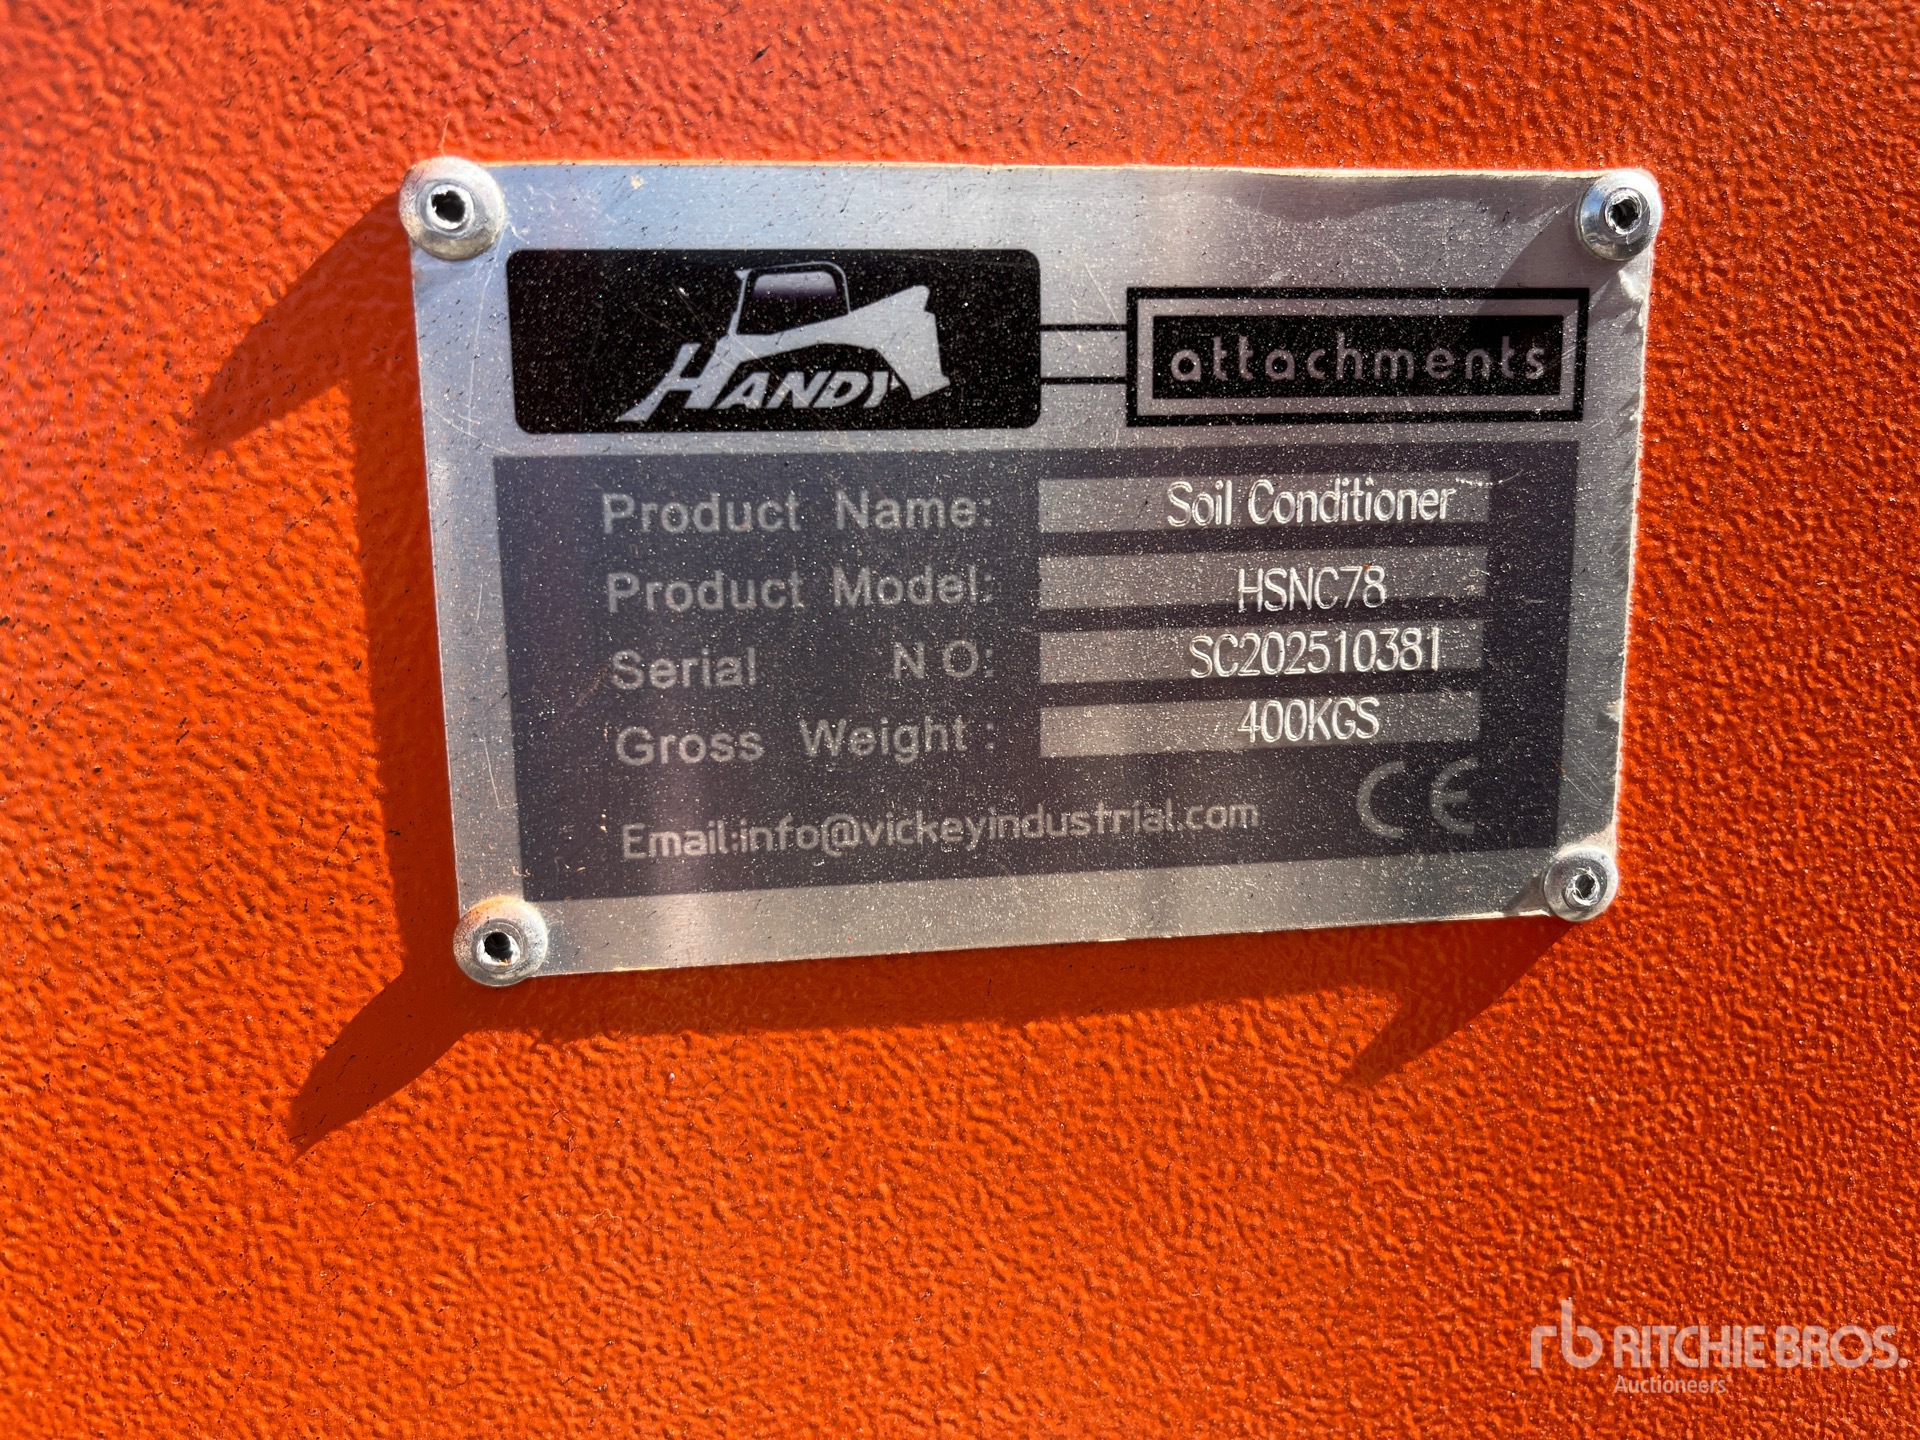 HANDY attachments
Product Name: Soil Conditioner
Product Model: HSNC78
Serial NO: SC202510381
Gross Weight: 400KGS
Email:info@vickeyindustrial.com CE
rb RITCHIE BROS.
Auctioneers